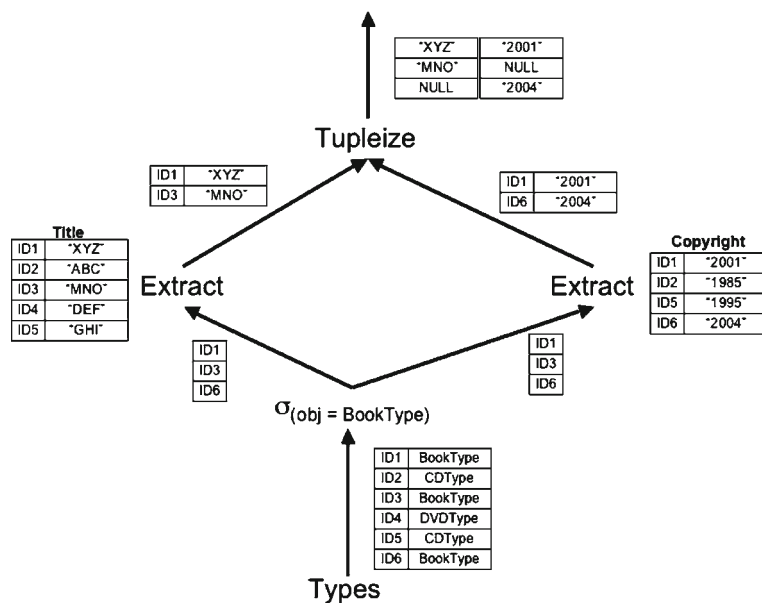 "XYZ" "2001"
"MNO" NULL
NULL "2004"
Tupleize
ID1 "XYZ"
ID3 "MNO"
ID1 "2001"
ID6 "2004"
Title
ID1 "XYZ"
ID2 "ABC"
ID3 "MNO"
ID4 "DEF"
ID5 "GHI"
Extract
Extract
Copyright
ID1 "2001"
ID2 "1985"
ID5 "1995"
ID6 "2004"
ID1
ID3
ID6
ID1
ID3
ID6
σ(obj = BookType)
ID1 BookType
ID2 CDType
ID3 BookType
ID4 DVDType
ID5 CDType
ID6 BookType
Types